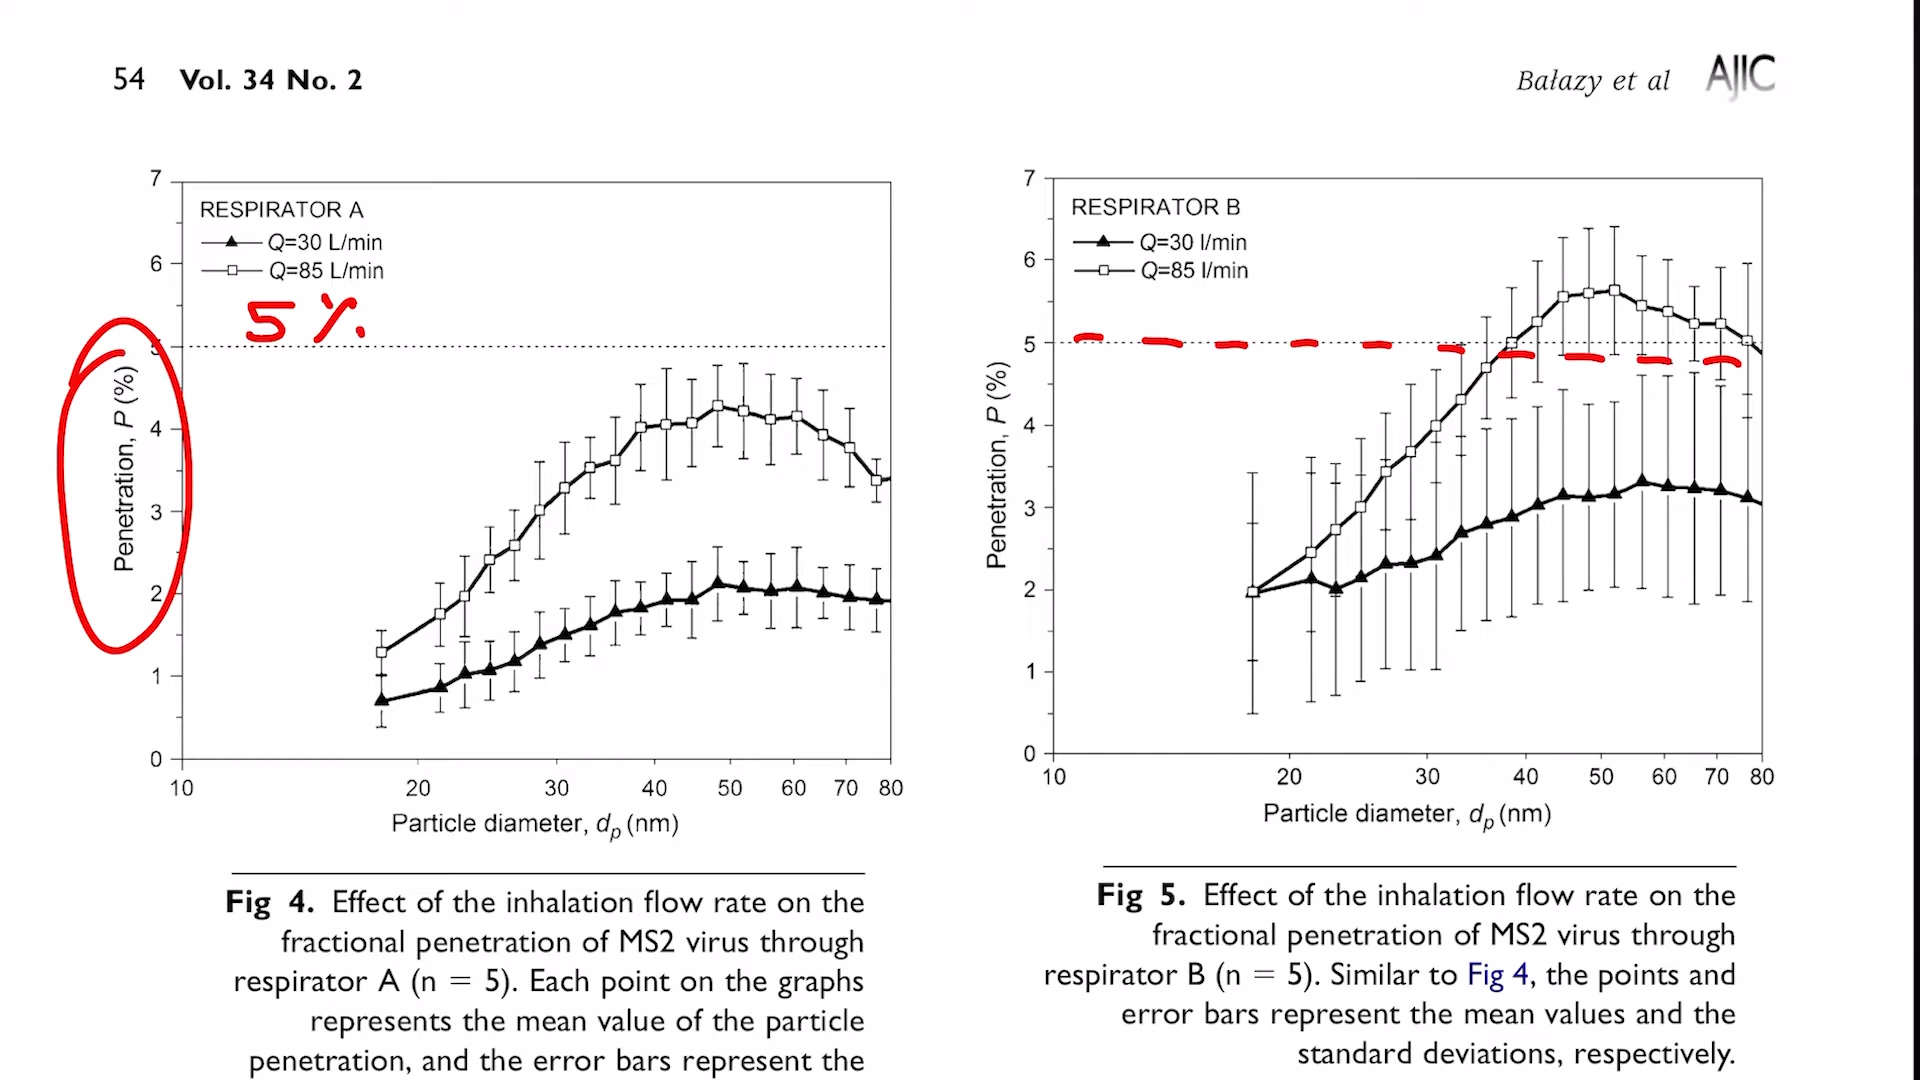 54 Vol. 34 No. 2
Bałazy et al AJIC
7
6
5
4
3
2
1
0
Penetration, P (%)
RESPIRATOR A
Q=30 L/min
Q=85 L/min
5%
10 20 30 40 50 60 70 80
Particle diameter, dp (nm)
Fig 4. Effect of the inhalation flow rate on the
fractional penetration of MS2 virus through
respirator A (n = 5). Each point on the graphs
represents the mean value of the particle
penetration, and the error bars represent the
7
6
5
4
3
2
1
0
Penetration, P (%)
RESPIRATOR B
Q=30 l/min
Q=85 l/min
10 20 30 40 50 60 70 80
Particle diameter, dp (nm)
Fig 5. Effect of the inhalation flow rate on the
fractional penetration of MS2 virus through
respirator B (n = 5). Similar to Fig 4, the points and
error bars represent the mean values and the
standard deviations, respectively.